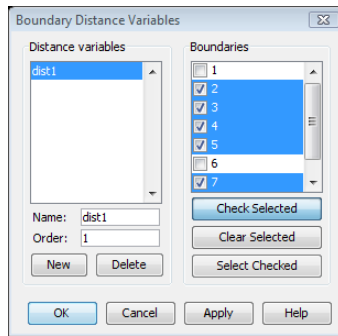 Boundary Distance Variables
Distance variables
dist1
Name: dist1
Order: 1
New Delete
Boundaries
1
2
3
4
5
6
7
Check Selected
Clear Selected
Select Checked
OK Cancel Apply Help